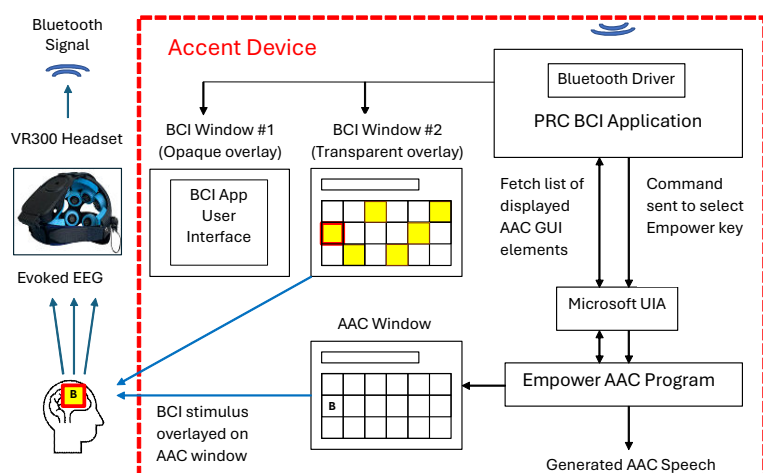 Bluetooth
Signal
Accent Device
Bluetooth Driver
PRC BCI Application
BCI Window #1
(Opaque overlay)
BCI Window #2
(Transparent overlay)
VR300 Headset
BCI App
User
Interface
Fetch list of
displayed
AAC GUI
elements
Command
sent to select
Empower key
Evoked EEG
Microsoft UIA
AAC Window
Empower AAC Program
B
B
BCI stimulus
overlayed on
AAC window
Generated AAC Speech